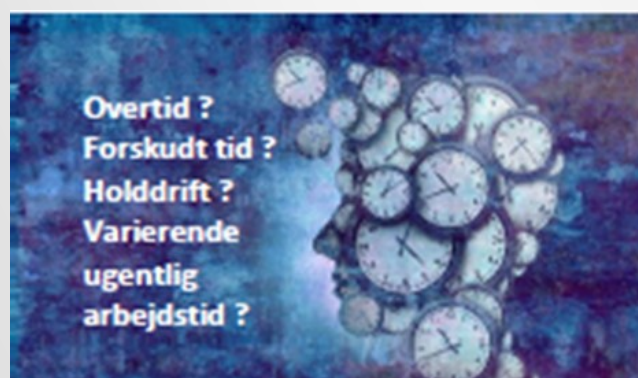 Overtid ?
Forskudt tid ?
Holddrift ?
Varierende
ugentlig
arbejdstid ?